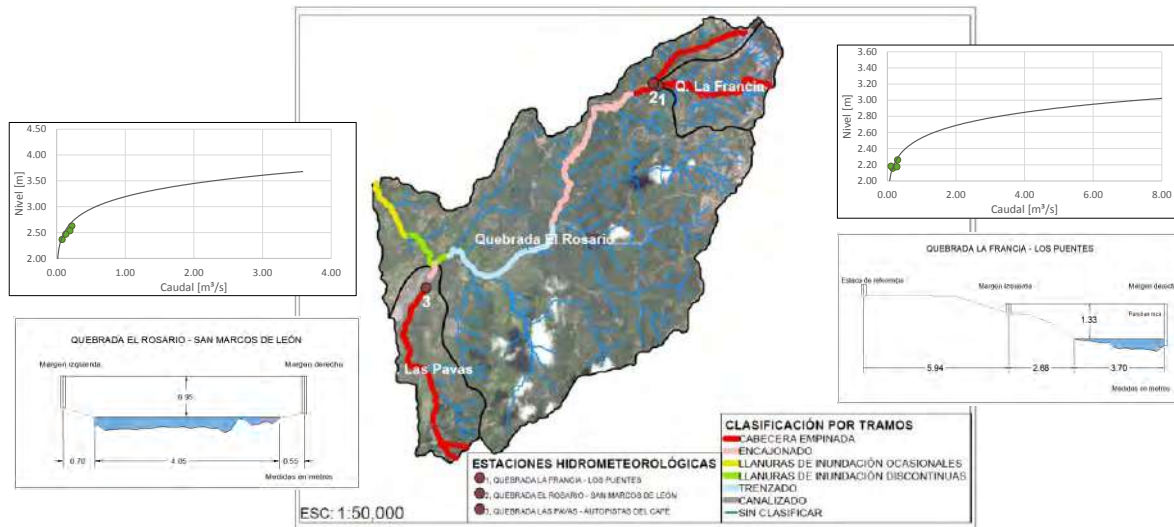 4.50
4.00
3.50
3.00
2.50
2.00
Nivel [m]
0.00
1.00
2.00
3.00
4.00
Caudal [m³/s]
QUEBRADA EL ROSARIO - SAN MARCOS DE LEÓN
Margen izquierda
Margen derecha
0.95
0.70
4.05
0.55
Medidas en metros
21
Q. La Francia
Quebrada El Rosario
3
Las Pavas
ESTACIONES HIDROMETEOROLÓGICAS
1, QUEBRADA LA FRANCIA - LOS PUENTES
2, QUEBRADA EL ROSARIO - SAN MARCOS DE LEÓN
3, QUEBRADA LAS PAVAS - AUTOPISTAS DEL CAFÉ
ESC: 1:50,000
CLASIFICACIÓN POR TRAMOS
CABECERA EMPINADA
ENCAJONADO
LLANURAS DE INUNDACIÓN OCASIONALES
LLANURAS DE INUNDACIÓN DISCONTINUAS
TRENZADO
CANALIZADO
SIN CLASIFICAR
3.60
3.40
3.20
3.00
2.80
2.60
2.40
2.20
2.00
Nivel [m]
0.00
2.00
4.00
6.00
8.00
Caudal [m³/s]
QUEBRADA LA FRANCIA - LOS PUENTES
Estaca de referencia
Margen izquierda
Margen derecha
1.33
5.94
2.68
3.70
Medidas en metros